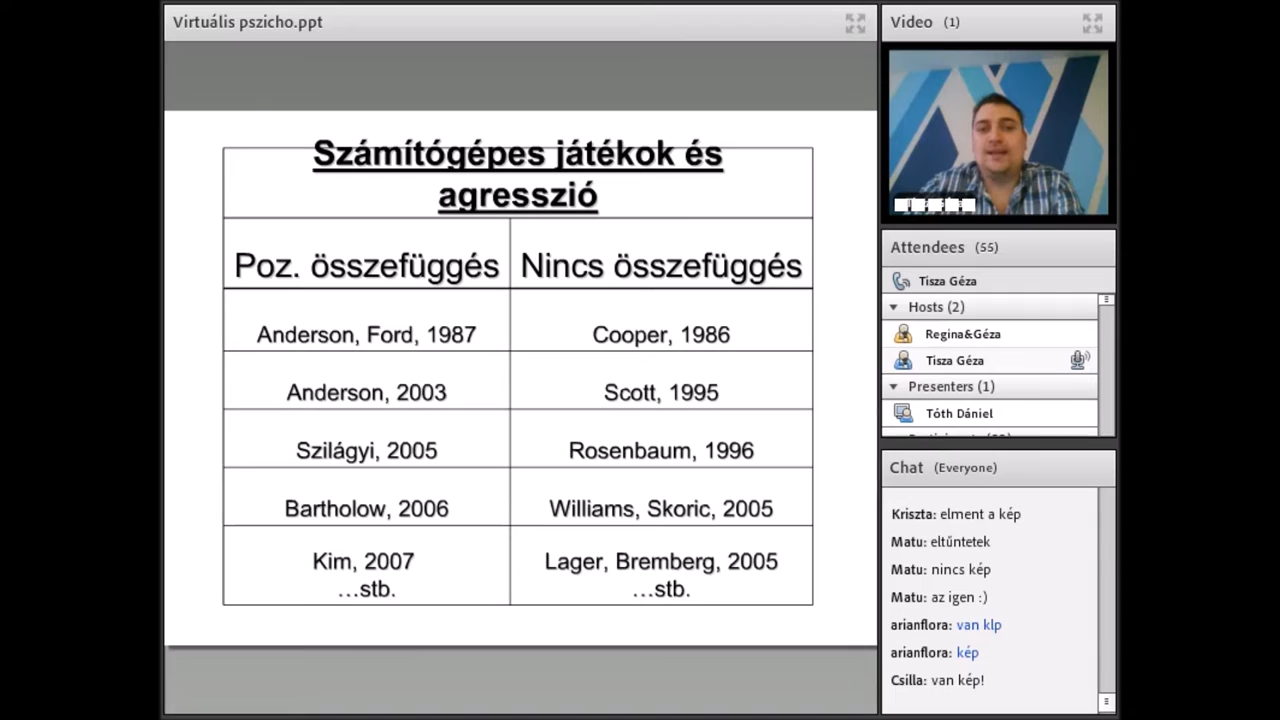 Virtuális pszicho.ppt
Számítógépes játékok és
agresszió
Poz. összefüggés
Nincs összefüggés
Anderson, Ford, 1987
Cooper, 1986
Anderson, 2003
Scott, 1995
Szilágyi, 2005
Rosenbaum, 1996
Bartholow, 2006
Williams, Skoric, 2005
Kim, 2007
...stb.
Lager, Bremberg, 2005
...stb.
Video (1)
Attendees (55)
Tisza Géza
Hosts (2)
Regina&Géza
Tisza Géza
Presenters (1)
Tóth Dániel
Chat (Everyone)
Kriszta: elment a kép
Matu: eltűntetek
Matu: nincs kép
Matu: az igen :)
arianflora: van klp
arianflora: kép
Csilla: van kép!